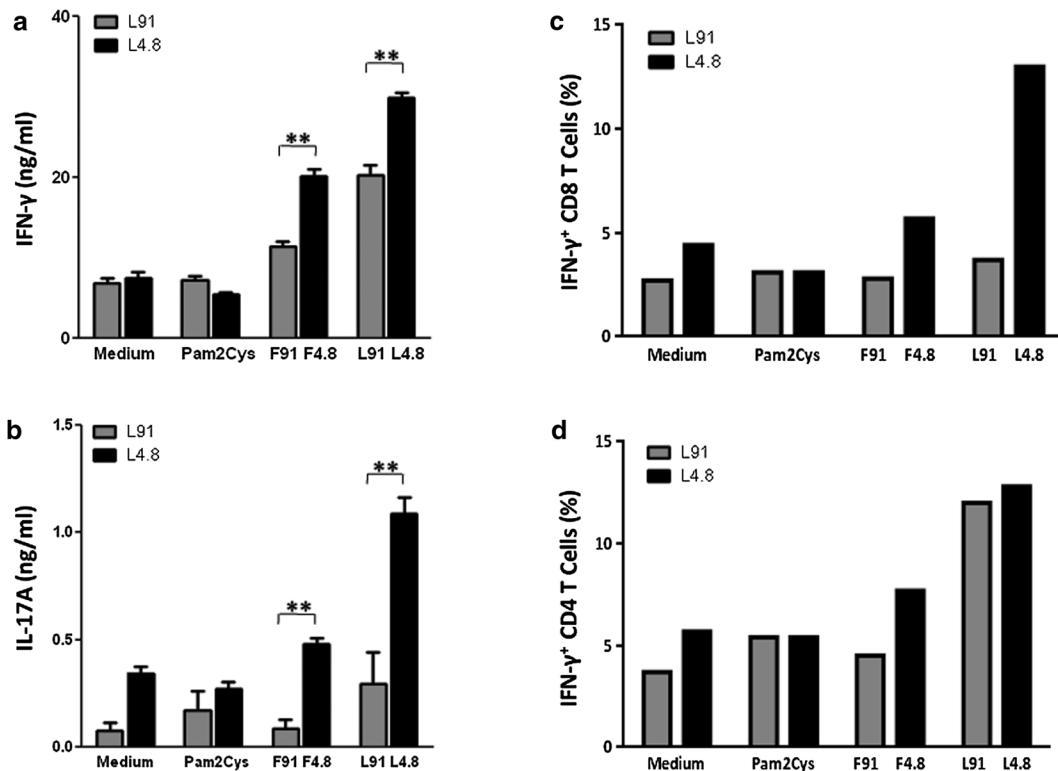 a
L91
L4.8
IFN-γ (ng/ml)
40
20
0
**
**
Medium Pam2Cys F91 F4.8 L91 L4.8
b
L91
L4.8
IL-17A (ng/ml)
1.5
1.0
0.5
0.0
**
**
Medium Pam2Cys F91 F4.8 L91 L4.8
c
L91
L4.8
IFN-γ+ CD8 T Cells (%)
15
10
5
0
Medium Pam2Cys F91 F4.8 L91 L4.8
d
L91
L4.8
IFN-γ+ CD4 T Cells (%)
15
10
5
0
Medium Pam2Cys F91 F4.8 L91 L4.8